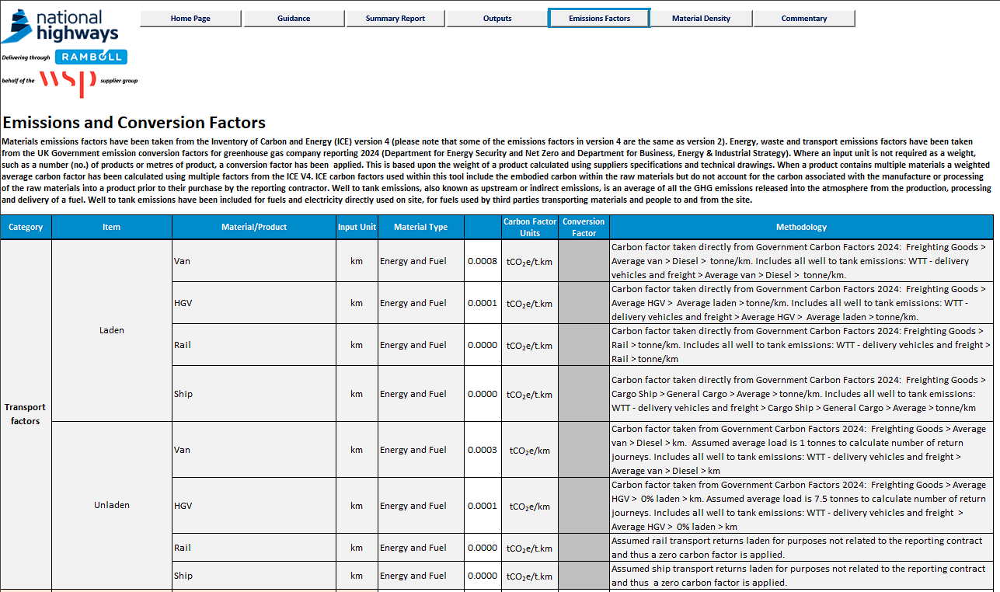 national
highways
Delivering through RAMBOLL
behalf of the wsp supplier group
Home Page Guidance Summary Report Outputs Emissions Factors Material Density Commentary
Emissions and Conversion Factors
Materials emissions factors have been taken from the Inventory of Carbon and Energy (ICE) version 4 (please note that some of the emissions factors in version 4 are the same as version 2). Energy, waste and transport emissions factors have been taken
from the UK Government emission conversion factors for greenhouse gas company reporting 2024 (Department for Energy Security and Net Zero and Department for Business, Energy & Industrial Strategy). Where an input unit is not required as a weight,
such as a number (no.) of products or metres of product, a conversion factor has been  applied. This is based upon the weight of a product calculated using suppliers specifications and technical drawings. When a product contains multiple materials a weighted
average carbon factor has been calculated using multiple factors from the ICE V4. ICE carbon factors used within this tool include the embodied carbon within the raw materials but do not account for the carbon associated with the manufacture or processing
of the raw materials into a product prior to their purchase by the reporting contractor. Well to tank emissions, also known as upstream or indirect emissions, is an average of all the GHG emissions released into the atmosphere from the production, processing
and delivery of a fuel. Well to tank emissions have been included for fuels and electricity directly used on site, for fuels used by third parties transporting materials and people to and from the site.
Category Item Material/Product Input Unit Material Type Carbon Factor Units Conversion Factor Methodology
Transport
factors
Laden
Van km Energy and Fuel 0.0008 tCO₂e/t.km
Carbon factor taken directly from Government Carbon Factors 2024:  Freighting Goods >
Average van > Diesel >  tonne/km. Includes all well to tank emissions: WTT - delivery
vehicles and freight > Average van > Diesel >  tonne/km.
HGV km Energy and Fuel 0.0001 tCO₂e/t.km
Carbon factor taken directly from Government Carbon Factors 2024:  Freighting Goods >
Average HGV >  Average laden > tonne/km. Includes all well to tank emissions: WTT -
delivery vehicles and freight > Average HGV >  Average laden > tonne/km.
Rail km Energy and Fuel 0.0000 tCO₂e/t.km
Carbon factor taken directly from Government Carbon Factors 2024: Freighting Goods >
Rail > tonne/km. Includes all well to tank emissions: WTT - delivery vehicles and freight >
Rail > tonne/km
Ship km Energy and Fuel 0.0000 tCO₂e/t.km
Carbon factor taken directly from Government Carbon Factors 2024:  Freighting Goods >
Cargo Ship > General Cargo > Average > tonne/km. Includes all well to tank emissions:
WTT - delivery vehicles and freight > Cargo Ship > General Cargo > Average > tonne/km
Unladen
Van km Energy and Fuel 0.0003 tCO₂e/km
Carbon factor taken from Government Carbon Factors 2024:  Freighting Goods > Average
van > Diesel > km.  Assumed average load is 1 tonnes to calculate number of return
journeys. Includes all well to tank emissions: WTT - delivery vehicles and freight >
Average van > Diesel > km
HGV km Energy and Fuel 0.0001 tCO₂e/km
Carbon factor taken from Government Carbon Factors 2024:  Freighting Goods > Average
HGV >  0% laden > km. Assumed average load is 7.5 tonnes to calculate number of return
journeys. Includes all well to tank emissions: WTT - delivery vehicles and freight  >
Average HGV >  0% laden > km
Rail km Energy and Fuel 0.0000 tCO₂e/t.km
Assumed rail transport returns laden for purposes not related to the reporting contract
and thus a zero carbon factor is applied.
Ship km Energy and Fuel 0.0000 tCO₂e/t.km
Assumed ship transport returns laden for purposes not related to the reporting contract
and thus  a zero carbon factor is applied.